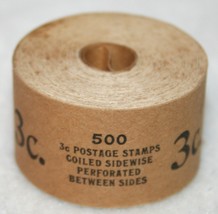 3c.
500
3c POSTAGE STAMPS
COILED SIDEWISE
PERFORATED
BETWEEN SIDES
3c